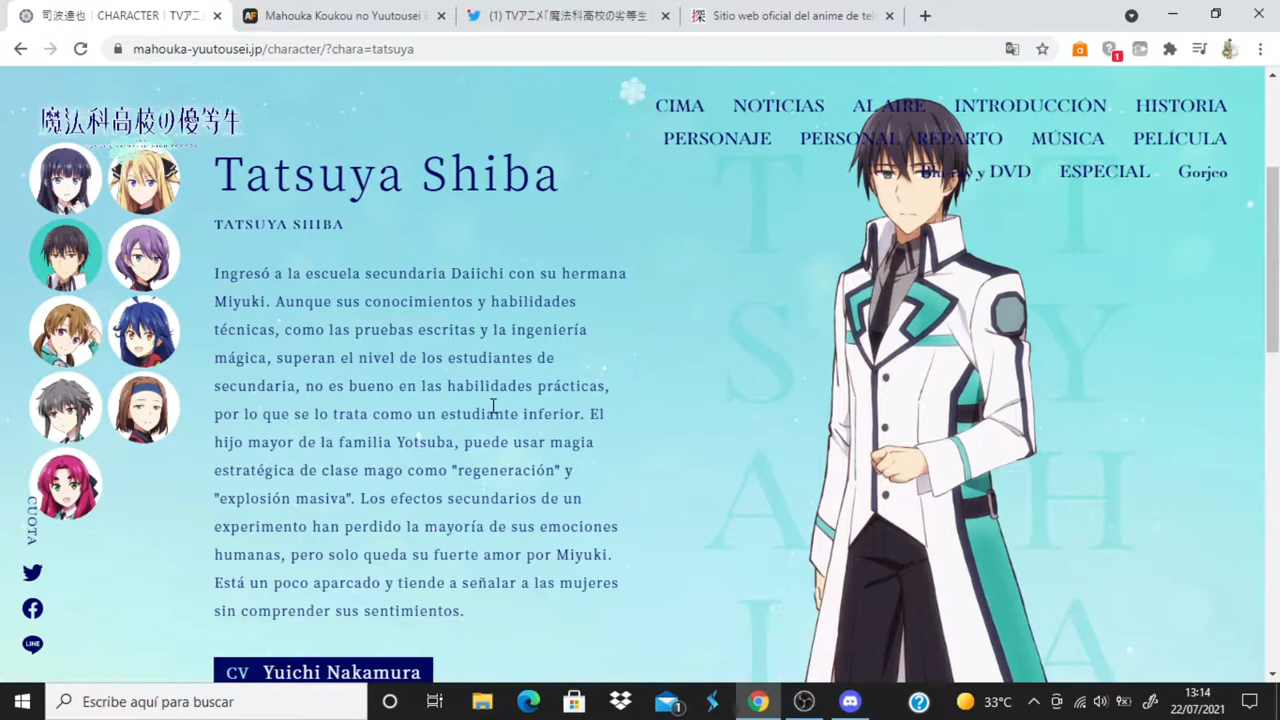 司波達也 | CHARACTER | TVアニメ
Mahouka Koukou no Yuutousei E
(1) TVアニメ「魔法科高校の劣等生
探 Sitio web oficial del anime de tel
mahouka-yuutousei.jp/character/?chara=tatsuya
1
魔法科高校の優等生
CIMA NOTICIAS AL AIRE INTRODUCCIÓN HISTORIA
PERSONAJE PERSONAL REPARTO MÚSICA PELÍCULA
Blu-ray y DVD ESPECIAL Gorjeo
Tatsuya Shiba
TATSUYA SHIBA
Ingresó a la escuela secundaria Daiichi con su hermana
Miyuki. Aunque sus conocimientos y habilidades
técnicas, como las pruebas escritas y la ingeniería
mágica, superan el nivel de los estudiantes de
secundaria, no es bueno en las habilidades prácticas,
por lo que se lo trata como un estudiante inferior. El
hijo mayor de la familia Yotsuba, puede usar magia
estratégica de clase mago como "regeneración" y
"explosión masiva". Los efectos secundarios de un
experimento han perdido la mayoría de sus emociones
humanas, pero solo queda su fuerte amor por Miyuki.
Está un poco aparcado y tiende a señalar a las mujeres
sin comprender sus sentimientos.
CV Yuichi Nakamura
CUOTA
LINE
Escribe aquí para buscar
1
33°C
13:14
22/07/2021